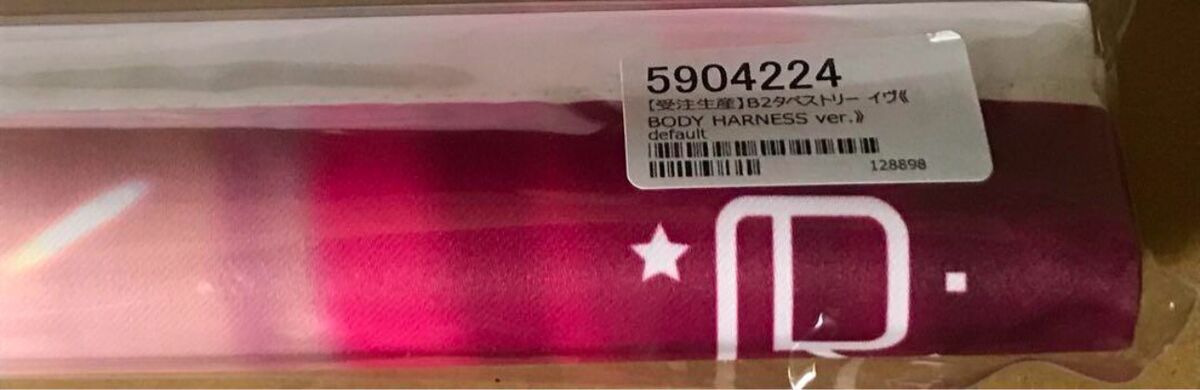 5904224
【受注生産】B2タペストリー イヴ《
BODY HARNESS ver.》
default
128898